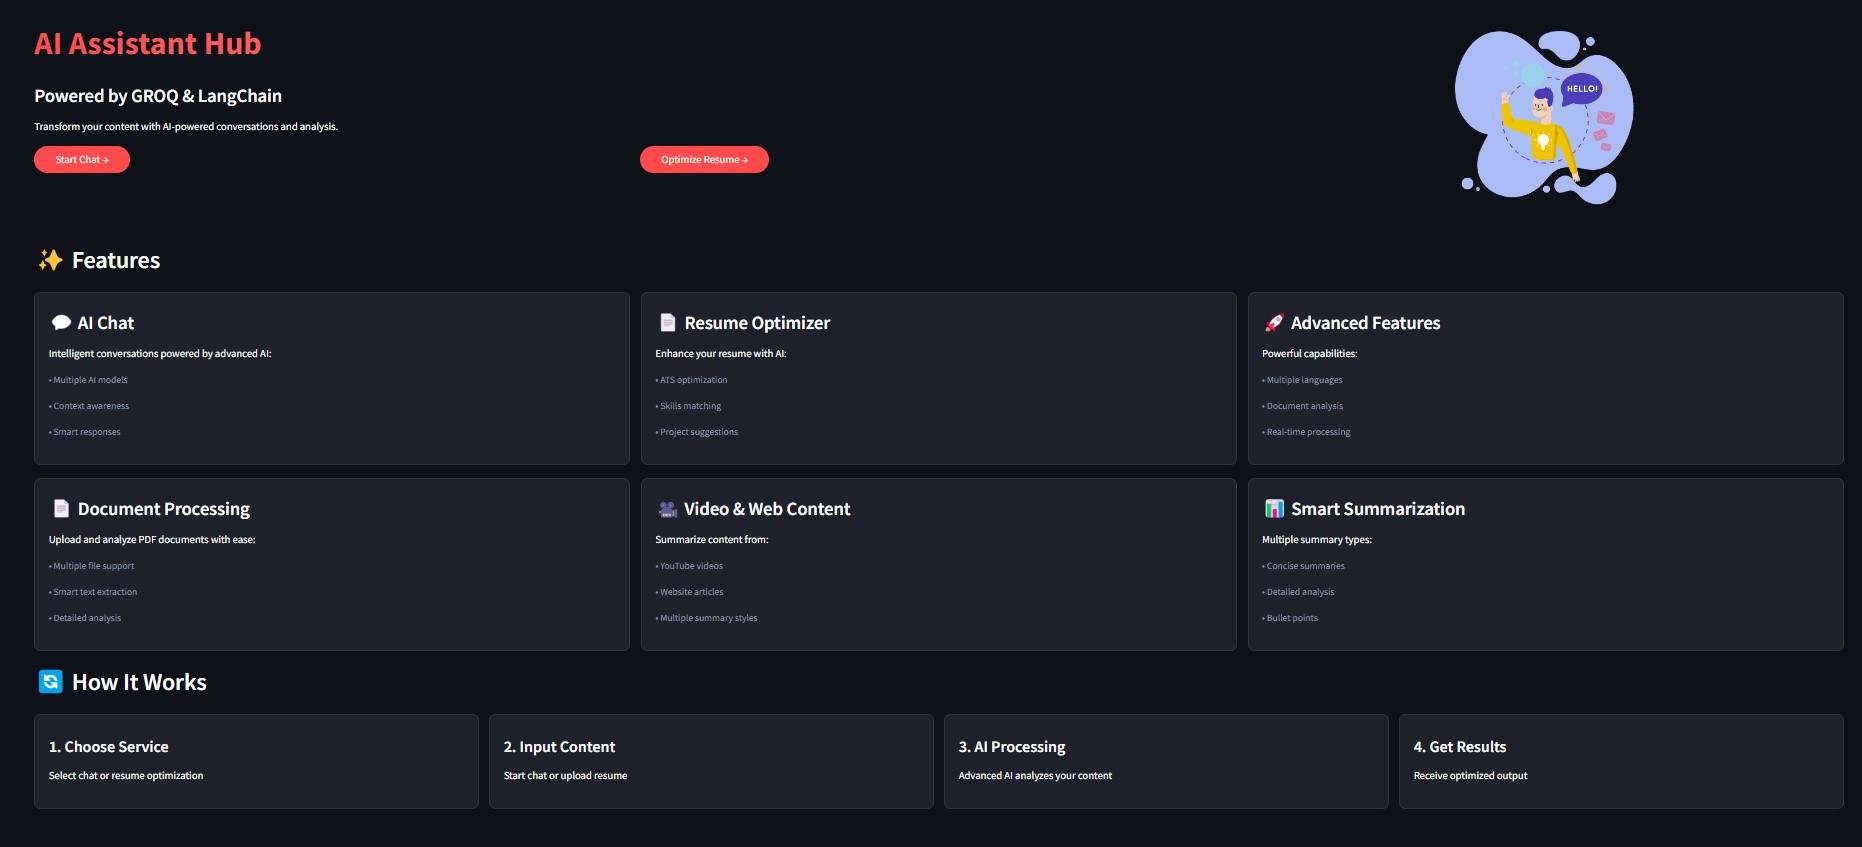 AI Assistant Hub
Powered by GROQ & LangChain
Transform your content with AI-powered conversations and analysis.
Start Chat →
Optimize Resume →
HELLO!
✨ Features
💬 AI Chat
Intelligent conversations powered by advanced AI:
• Multiple AI models
• Context awareness
• Smart responses
📄 Resume Optimizer
Enhance your resume with AI:
• ATS optimization
• Skills matching
• Project suggestions
🚀 Advanced Features
Powerful capabilities:
• Multiple languages
• Document analysis
• Real-time processing
📄 Document Processing
Upload and analyze PDF documents with ease:
• Multiple file support
• Smart text extraction
• Detailed analysis
🎥 Video & Web Content
Summarize content from:
• YouTube videos
• Website articles
• Multiple summary styles
📊 Smart Summarization
Multiple summary types:
• Concise summaries
• Detailed analysis
• Bullet points
🔄 How It Works
1. Choose Service
Select chat or resume optimization
2. Input Content
Start chat or upload resume
3. AI Processing
Advanced AI analyzes your content
4. Get Results
Receive optimized output